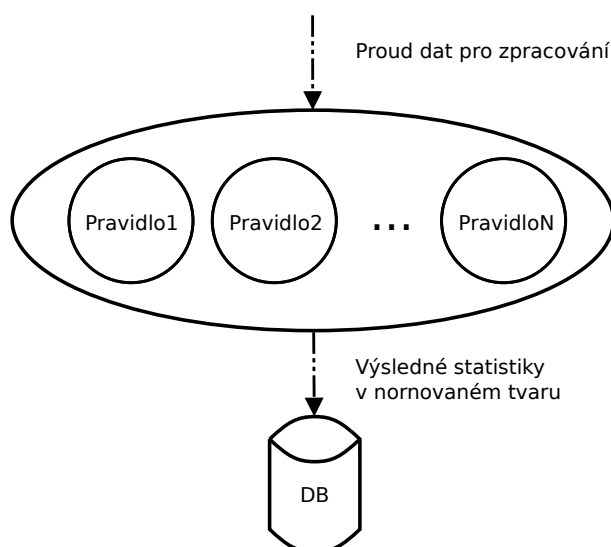 Proud dat pro zpracování
Pravidlo1 Pravidlo2 ... PravidloN
Výsledné statistiky
v nornovaném tvaru
DB